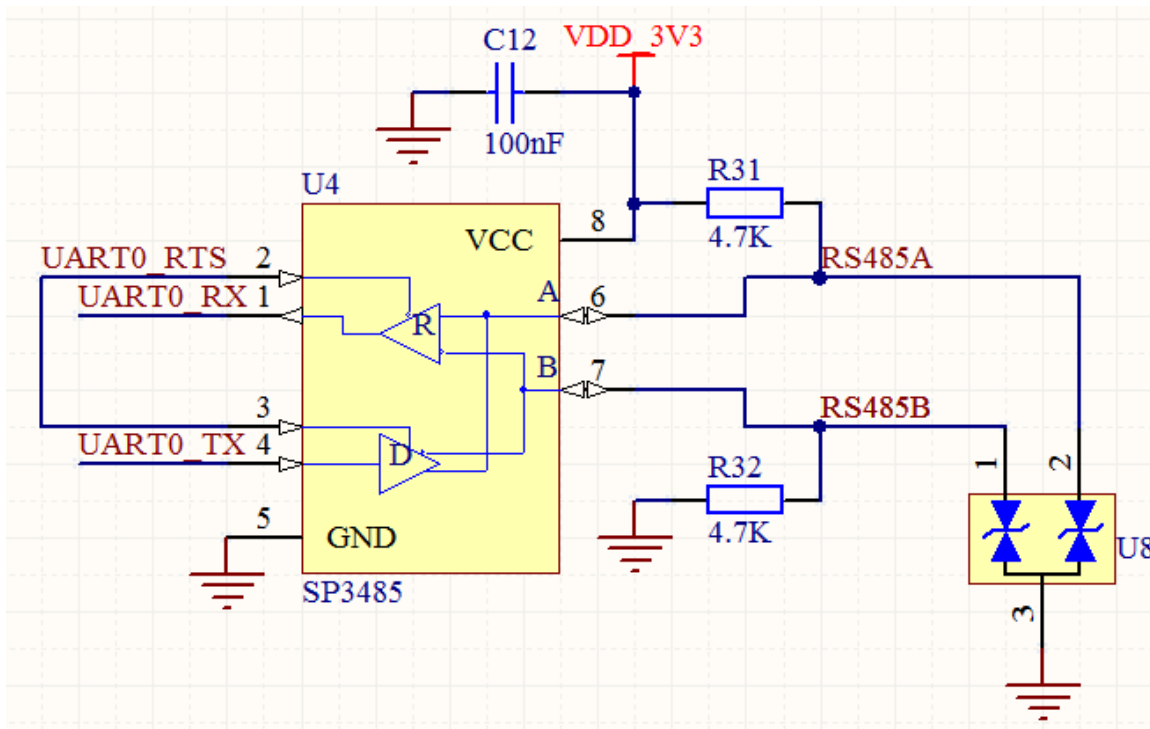 C12
VDD_3V3
100nF
U4
R31
8
VCC
4.7K
UART0_RTS 2
RS485A
UART0_RX 1
A 6
R
B 7
3
RS485B
UART0_TX 4
D
R32
1
2
5
GND
4.7K
U8
SP3485
3